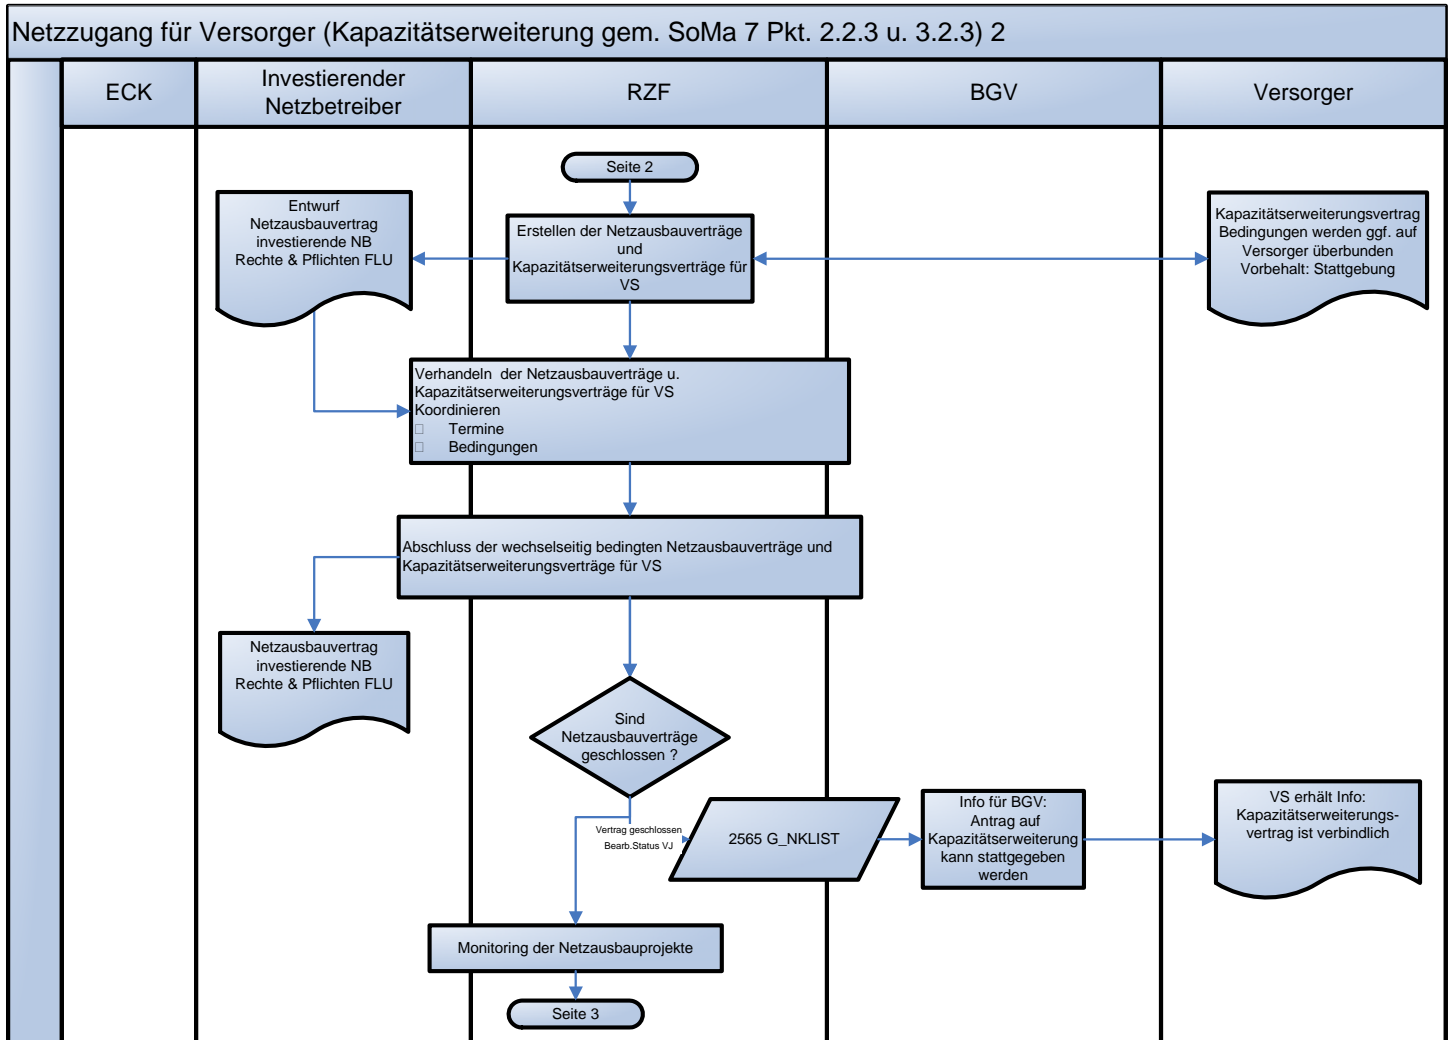 Netzzugang für Versorger (Kapazitätserweiterung gem. SoMa 7 Pkt. 2.2.3 u. 3.2.3) 2
ECK
Investierender
Netzbetreiber
RZF
BGV
Versorger
Seite 2
Entwurf
Netzausbauvertrag
investierende NB
Rechte & Pflichten FLU
Erstellen der Netzausbauverträge
und
Kapazitätserweiterungsverträge für
VS
Kapazitätserweiterungsvertrag
Bedingungen werden ggf. auf
Versorger überbunden
Vorbehalt: Stattgebung
Verhandeln der Netzausbauverträge u.
Kapazitätserweiterungsverträge für VS
Koordinieren
Termine
Bedingungen
Abschluss der wechselseitig bedingten Netzausbauverträge und
Kapazitätserweiterungsverträge für VS
Netzausbauvertrag
investierende NB
Rechte & Pflichten FLU
Sind
Netzausbauverträge
geschlossen ?
Vertrag geschlossen
Bearb.Status VJ
2565 G_NKLIST
Info für BGV:
Antrag auf
Kapazitätserweiterung
kann stattgegeben
werden
VS erhält Info:
Kapazitätserweiterungs-
vertrag ist verbindlich
Monitoring der Netzausbauprojekte
Seite 3